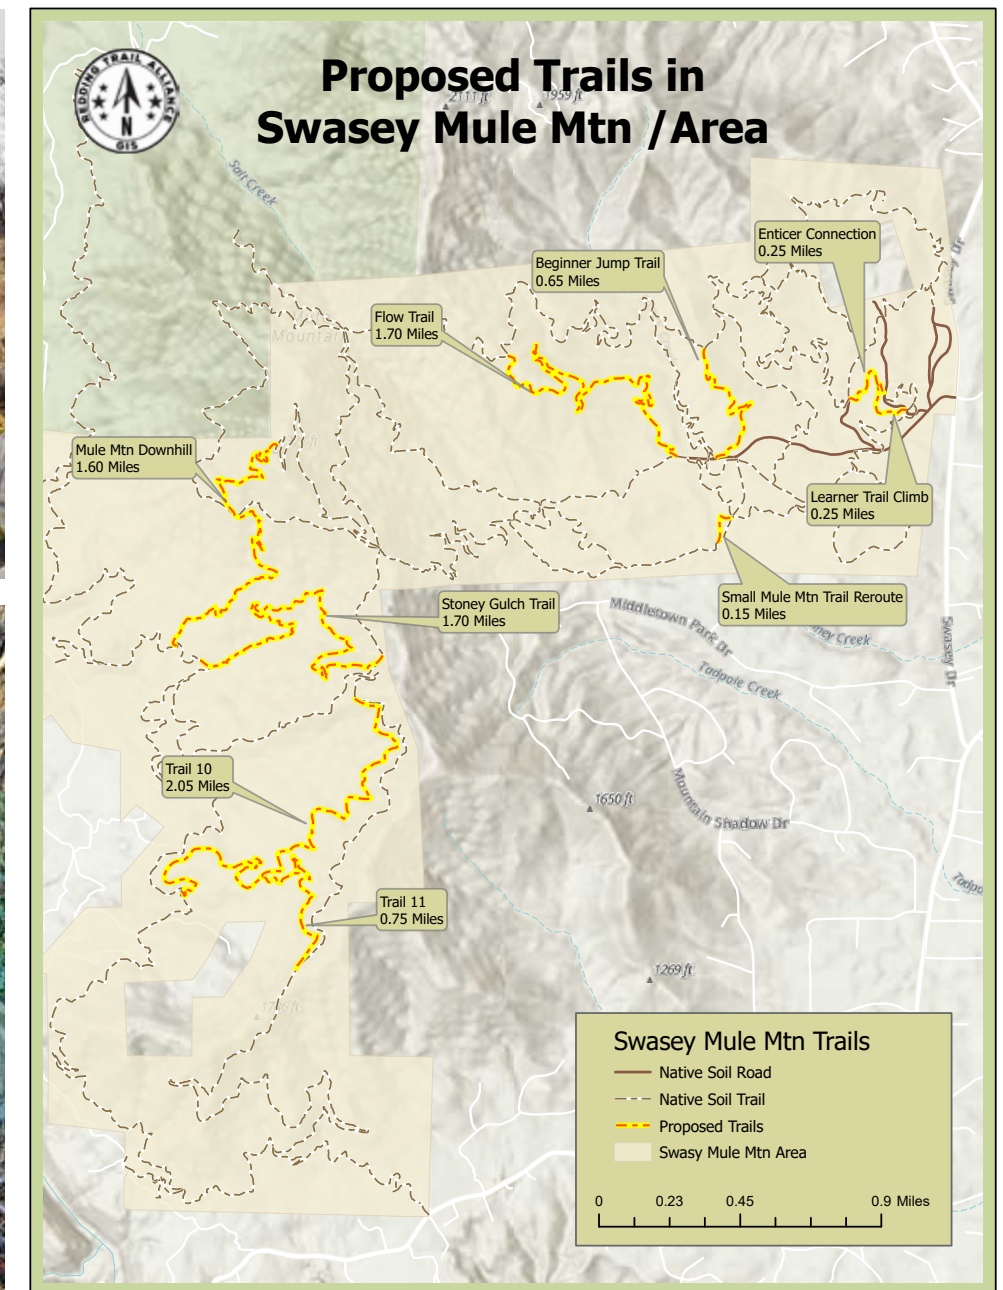 Proposed Trails in
Swasey Mule Mtn /Area
REDDING TRAIL ALLIANCE
N
GIS
2111 ft
1959 ft
Salt Creek
Enticer Connection
0.25 Miles
Beginner Jump Trail
0.65 Miles
Flow Trail
1.70 Miles
Mountain
Mule Mtn Downhill
1.60 Miles
Learner Trail Climb
0.25 Miles
Stoney Gulch Trail
1.70 Miles
Small Mule Mtn Trail Reroute
0.15 Miles
Middletown Park Dr
Creek
Swasey Dr
Tadpole Creek
Trail 10
2.05 Miles
1650 ft
Mountain Shadow Dr
Trail 11
0.75 Miles
1269 ft
Swasey Mule Mtn Trails
Native Soil Road
Native Soil Trail
Proposed Trails
Swasy Mule Mtn Area
0 0.23 0.45 0.9 Miles